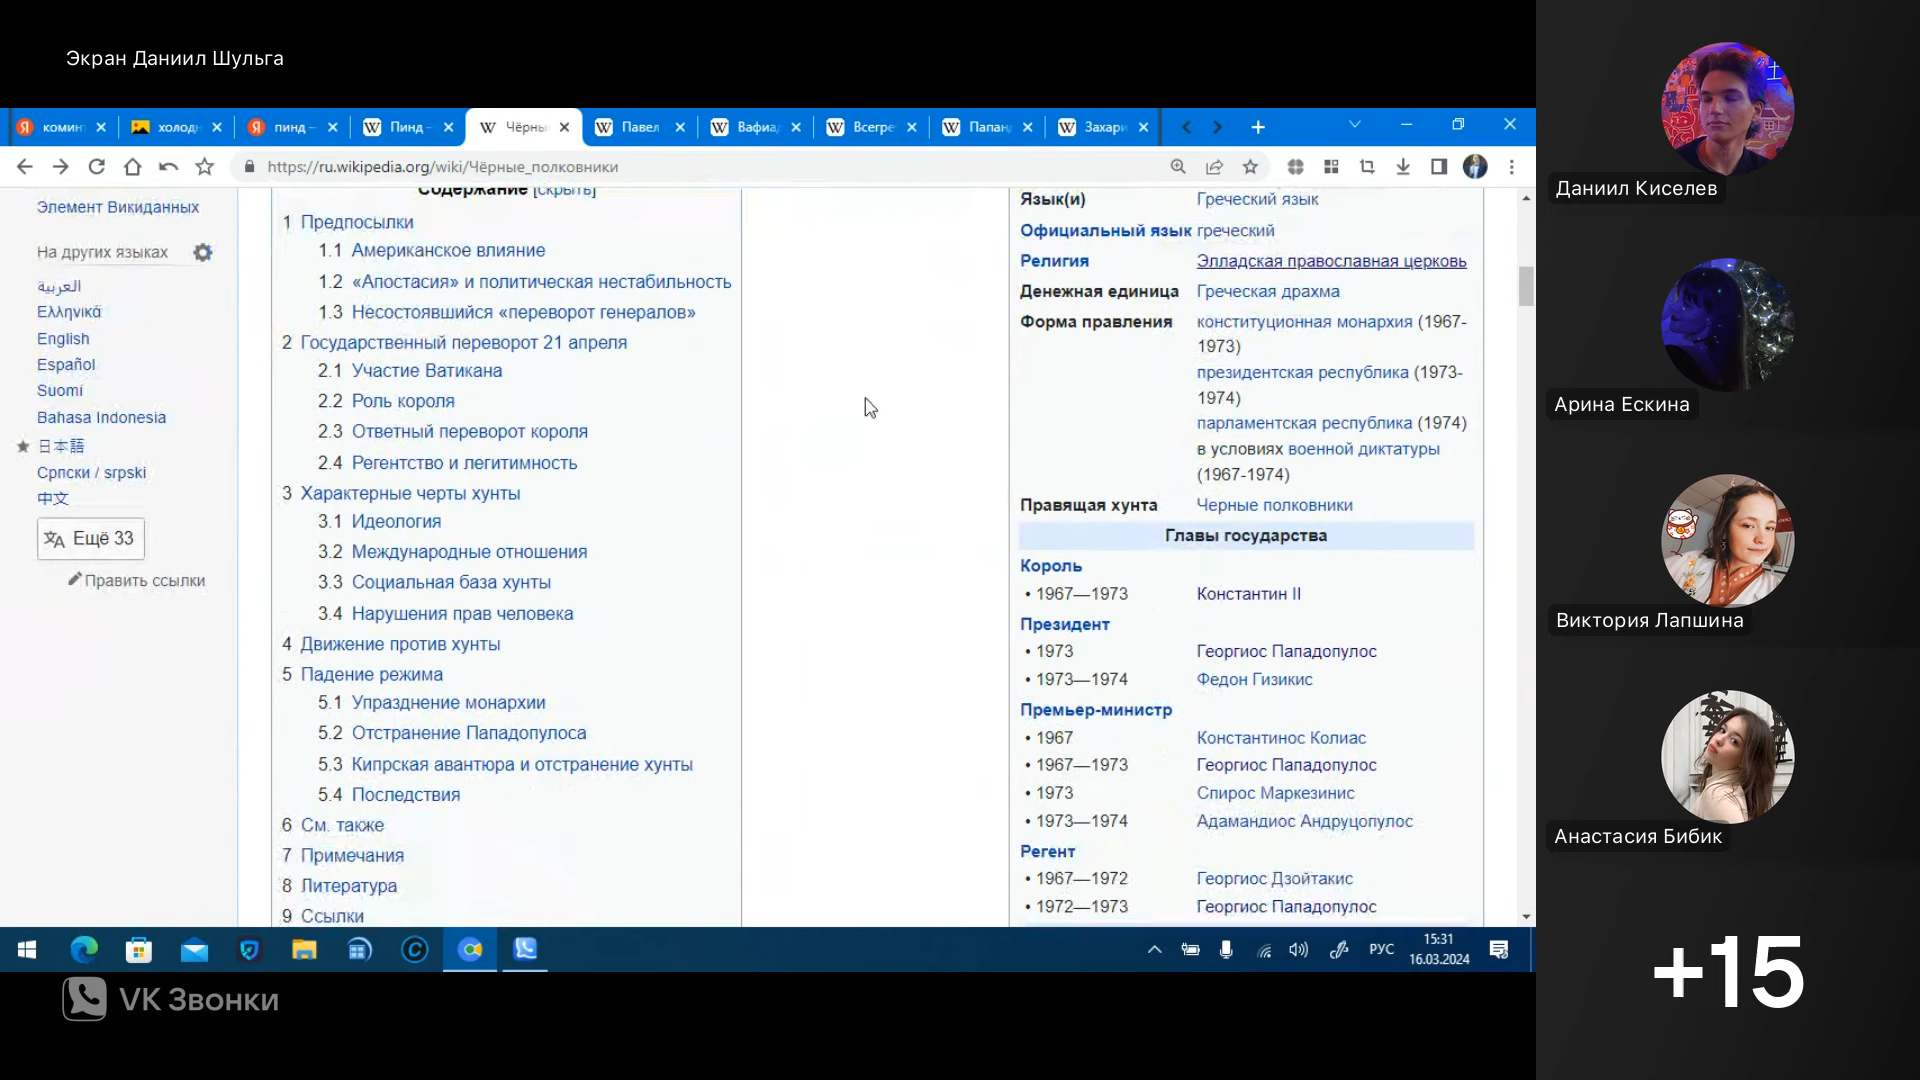 Экран Даниил Шульга
комин
холод
пинд –
Пинд –
Чёрны
Павел
Вафиа
Всегре
Папан
Захари
https://ru.wikipedia.org/wiki/Чёрные_полковники
Элемент Викиданных
На других языках
العربية
Ελληνικά
English
Español
Suomi
Bahasa Indonesia
日本語
Српски / srpski
中文
Ещё 33
Править ссылки
Содержание [скрыть]
1 Предпосылки
1.1 Американское влияние
1.2 «Апостасия» и политическая нестабильность
1.3 Несостоявшийся «переворот генералов»
2 Государственный переворот 21 апреля
2.1 Участие Ватикана
2.2 Роль короля
2.3 Ответный переворот короля
2.4 Регентство и легитимность
3 Характерные черты хунты
3.1 Идеология
3.2 Международные отношения
3.3 Социальная база хунты
3.4 Нарушения прав человека
4 Движение против хунты
5 Падение режима
5.1 Упразднение монархии
5.2 Отстранение Пападопулоса
5.3 Кипрская авантюра и отстранение хунты
5.4 Последствия
6 См. также
7 Примечания
8 Литература
9 Ссылки
Язык(и) Греческий язык
Официальный язык греческий
Религия Элладская православная церковь
Денежная единица Греческая драхма
Форма правления конституционная монархия (1967-
1973)
президентская республика (1973-
1974)
парламентская республика (1974)
в условиях военной диктатуры
(1967-1974)
Правящая хунта Черные полковники
Главы государства
Король
• 1967—1973 Константин II
Президент
• 1973 Георгиос Пападопулос
• 1973—1974 Федон Гизикис
Премьер-министр
• 1967 Константинос Колиас
• 1967—1973 Георгиос Пападопулос
• 1973 Спирос Маркезинис
• 1973—1974 Адамандиос Андруцопулос
Регент
• 1967—1972 Георгиос Дзойтакис
• 1972—1973 Георгиос Пападопулос
РУС
15:31
16.03.2024
VK Звонки
Даниил Киселев
Арина Ескина
Виктория Лапшина
Анастасия Бибик
+15